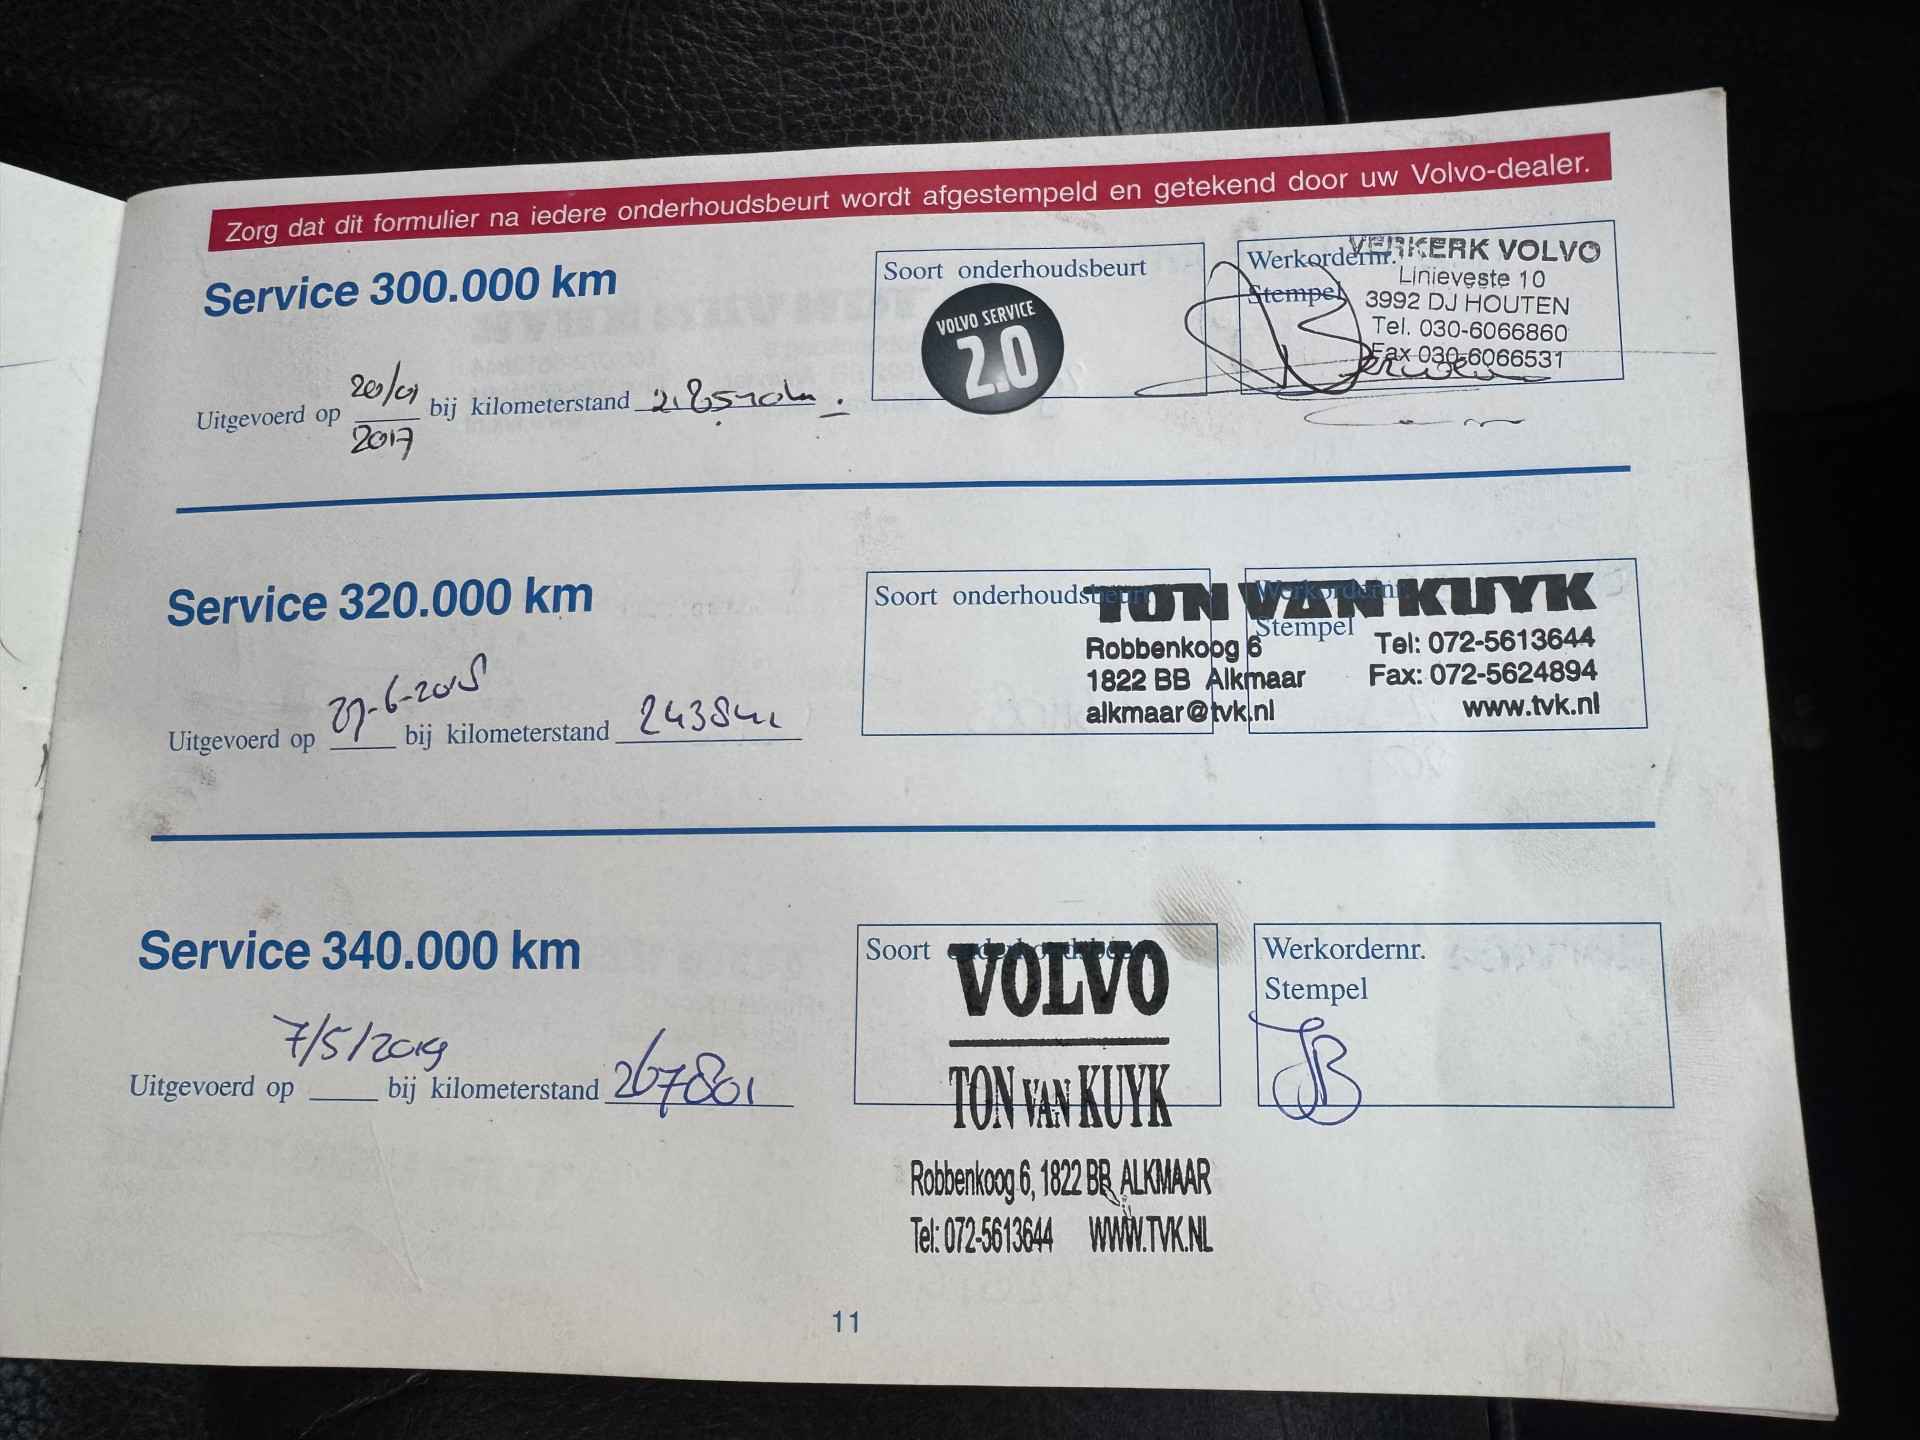 Zorg dat dit formulier na iedere onderhoudsbeurt wordt afgestempeld en getekend door uw Volvo-dealer.
Service 300.000 km
Soort onderhoudsbeurt
VOLVO SERVICE
2.0
Werkordernr.
Stempel
VERKERK VOLVO
Linieveste 10
3992 DJ HOUTEN
Tel. 030-6066860
Fax 030-6066531
Uitgevoerd op 20/01
2017
bij kilometerstand
Service 320.000 km
Soort onderhoudsbeurt
Werkordernr.
Stempel
TON VAN KUYK
Robbenkoog 6
1822 BB Alkmaar
alkmaar@tvk.nl
Tel: 072-5613644
Fax: 072-5624894
www.tvk.nl
Uitgevoerd op bij kilometerstand
Service 340.000 km
Soort onderhoudsbeurt
Werkordernr.
Stempel
VOLVO
TON VAN KUYK
Robbenkoog 6, 1822 BB ALKMAAR
Tel: 072-5613644 WWW.TVK.NL
Uitgevoerd op 7/5/2019 bij kilometerstand 267801
11